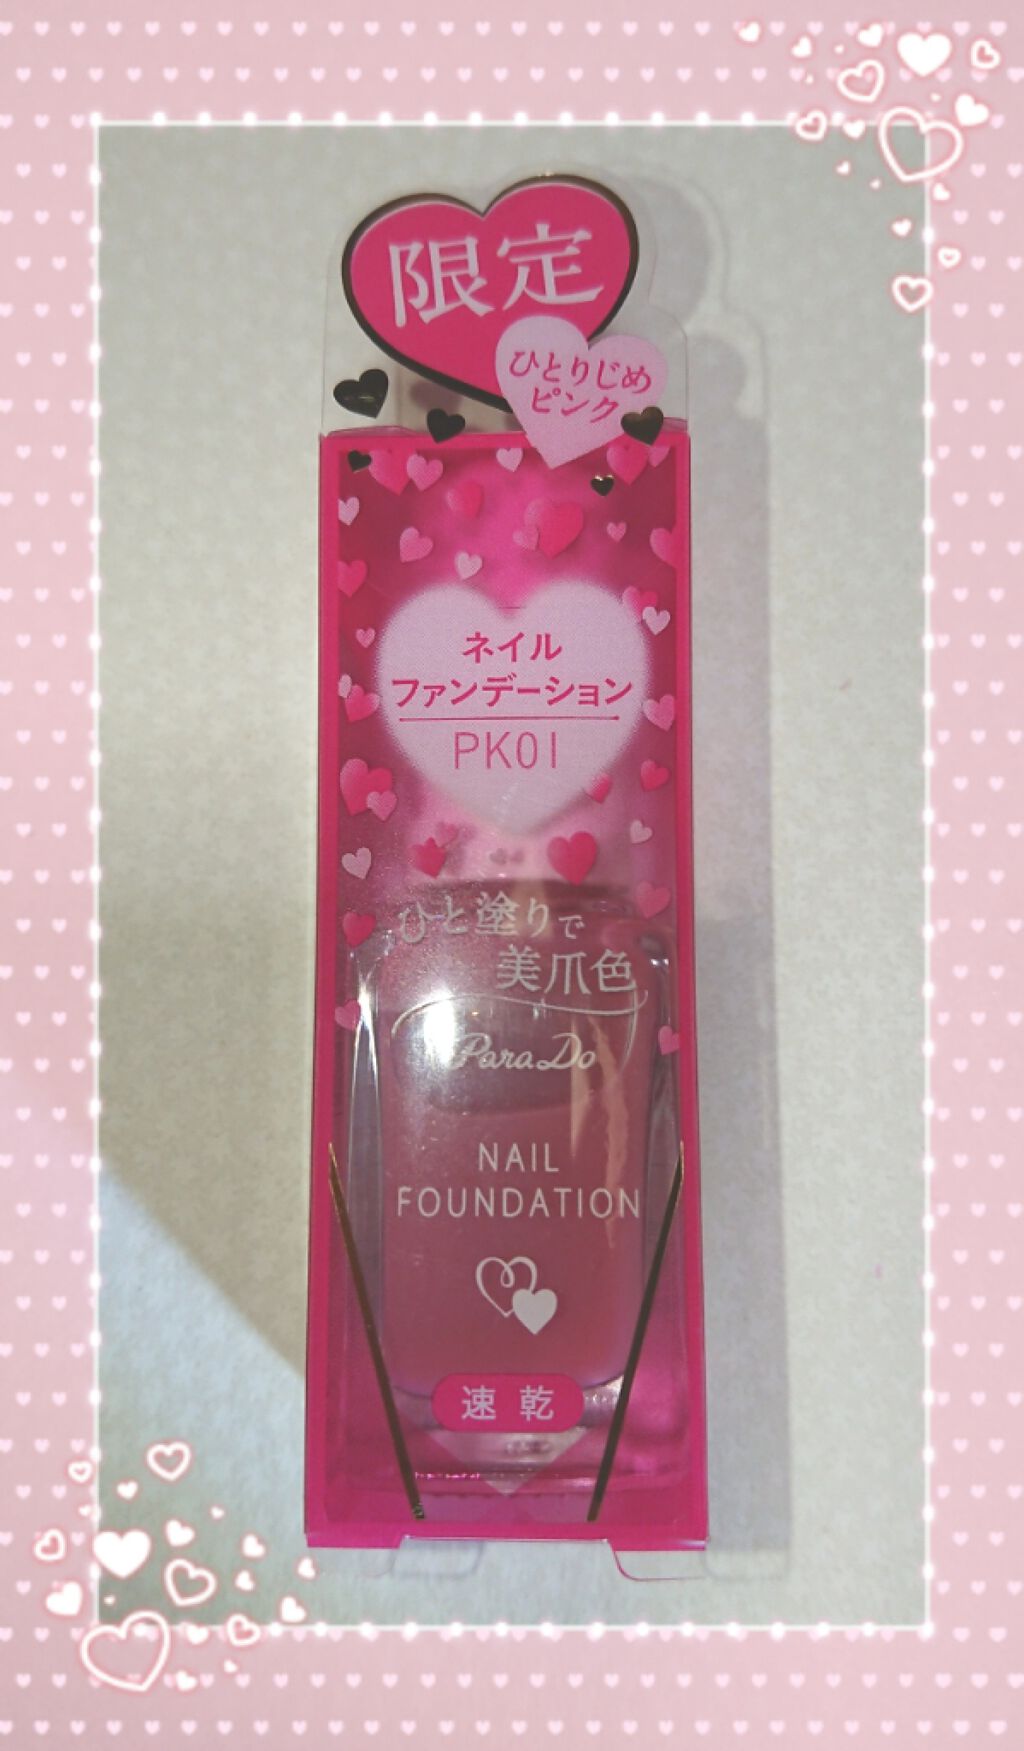 限定
ひとりじめ
ピンク
ネイル
ファンデーション
PK01
ひと塗りで
美爪色
ParaDo
NAIL
FOUNDATION
速乾